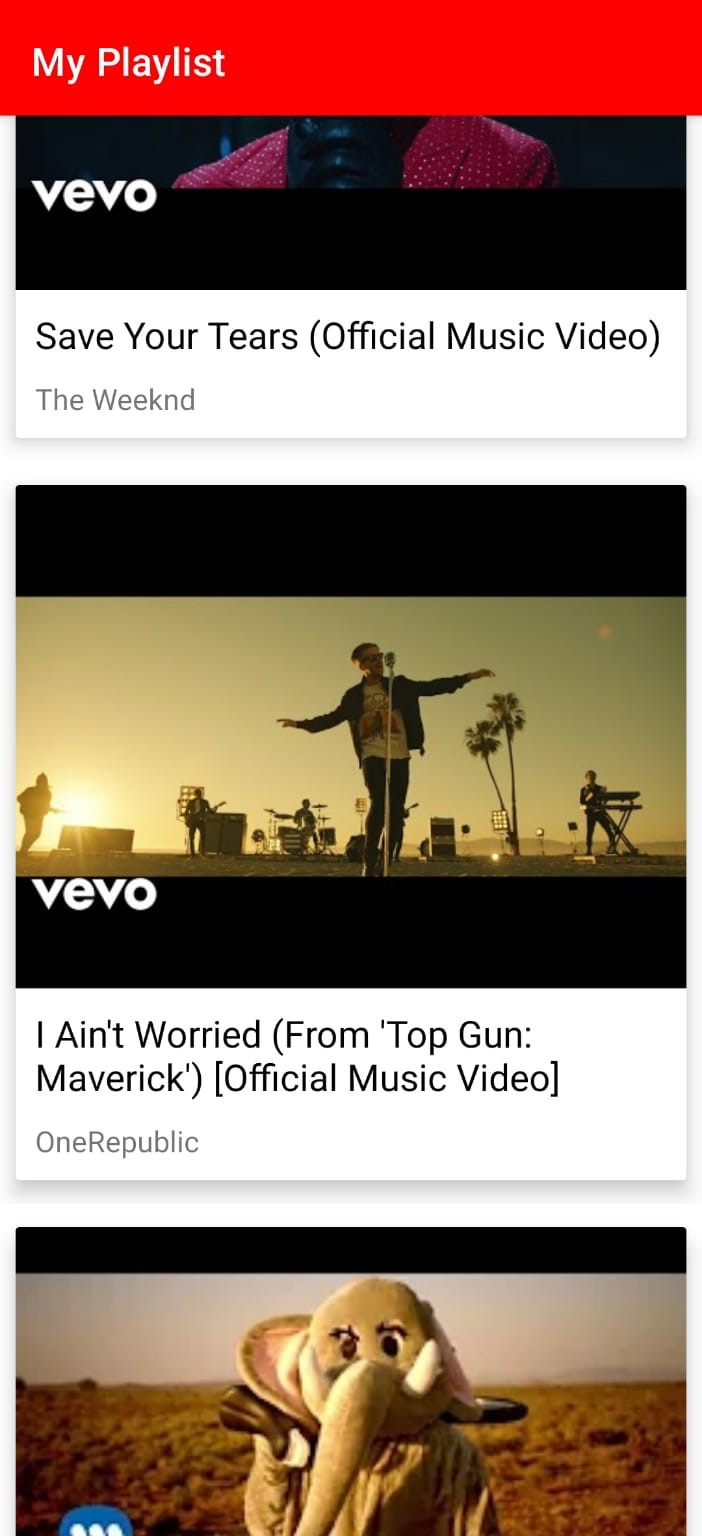 My Playlist
vevo
Save Your Tears (Official Music Video)
The Weeknd
vevo
I Ain't Worried (From 'Top Gun:
Maverick') [Official Music Video]
OneRepublic